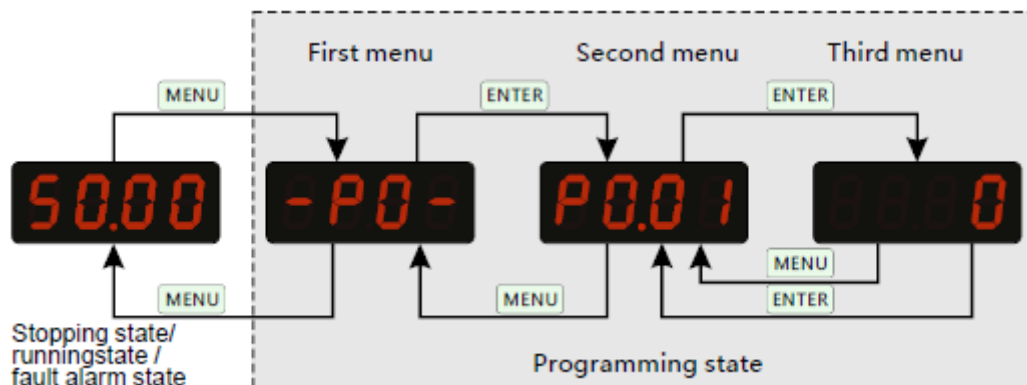 First menu Second menu Third menu
MENU ENTER ENTER
50.00 -P0- P0.01 0
MENU
MENU MENU ENTER
Stopping state/
runningstate /
fault alarm state
Programming state